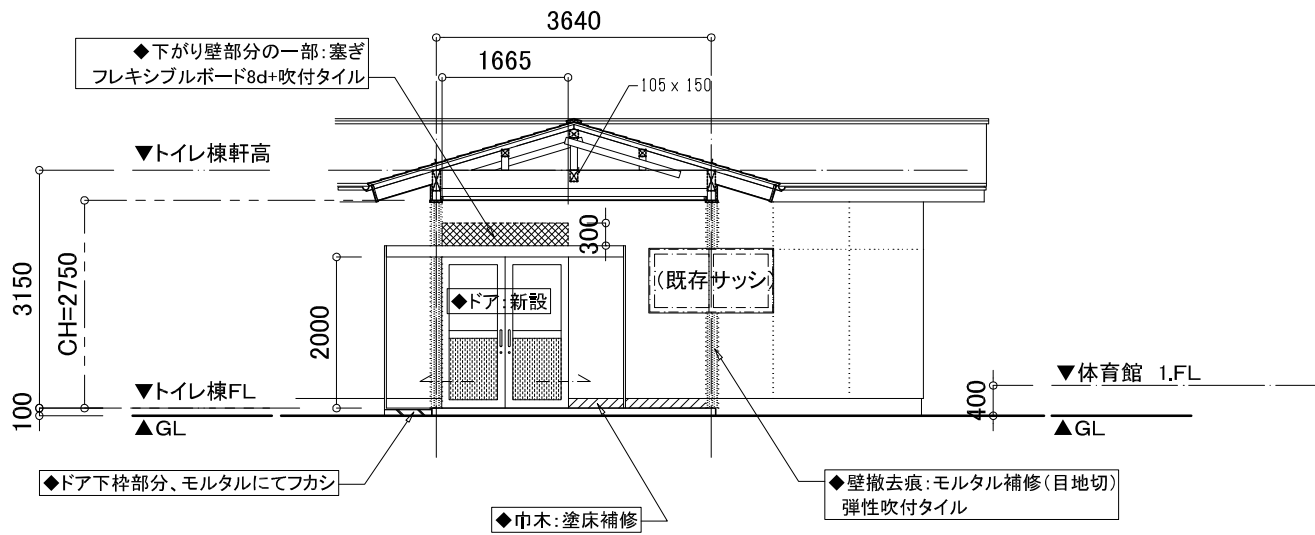 3640
◆下がり壁部分の一部:塞ぎ
フレキシブルボード8d+吹付タイル
1665
105 x 150
▼トイレ棟軒高
300
3150
CH=2750
2000
(既存サッシ)
◆ドア:新設
▼トイレ棟FL
▼体育館 1.FL
100
400
▲GL
▲GL
◆ドア下枠部分、モルタルにてフカシ
◆巾木:塗床補修
◆壁撤去痕:モルタル補修(目地切)
弾性吹付タイル